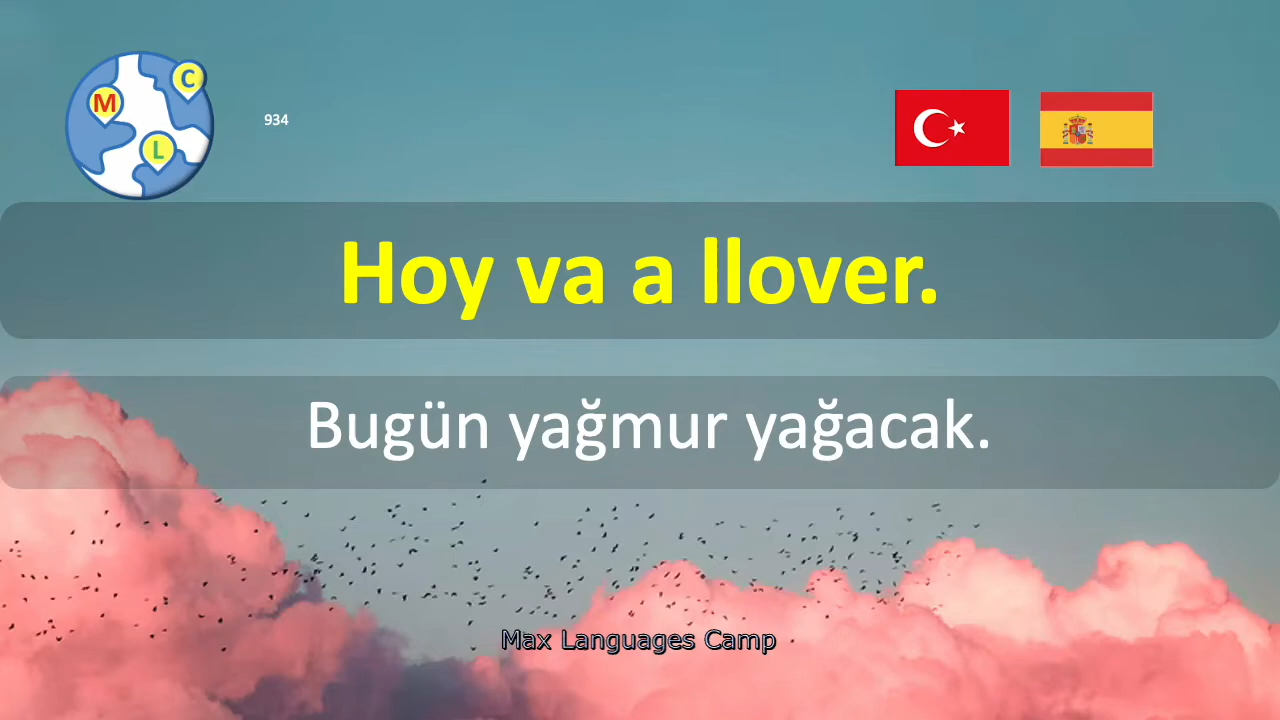 C
M
L
934
Hoy va a llover.
Bugün yağmur yağacak.
Max Languages Camp